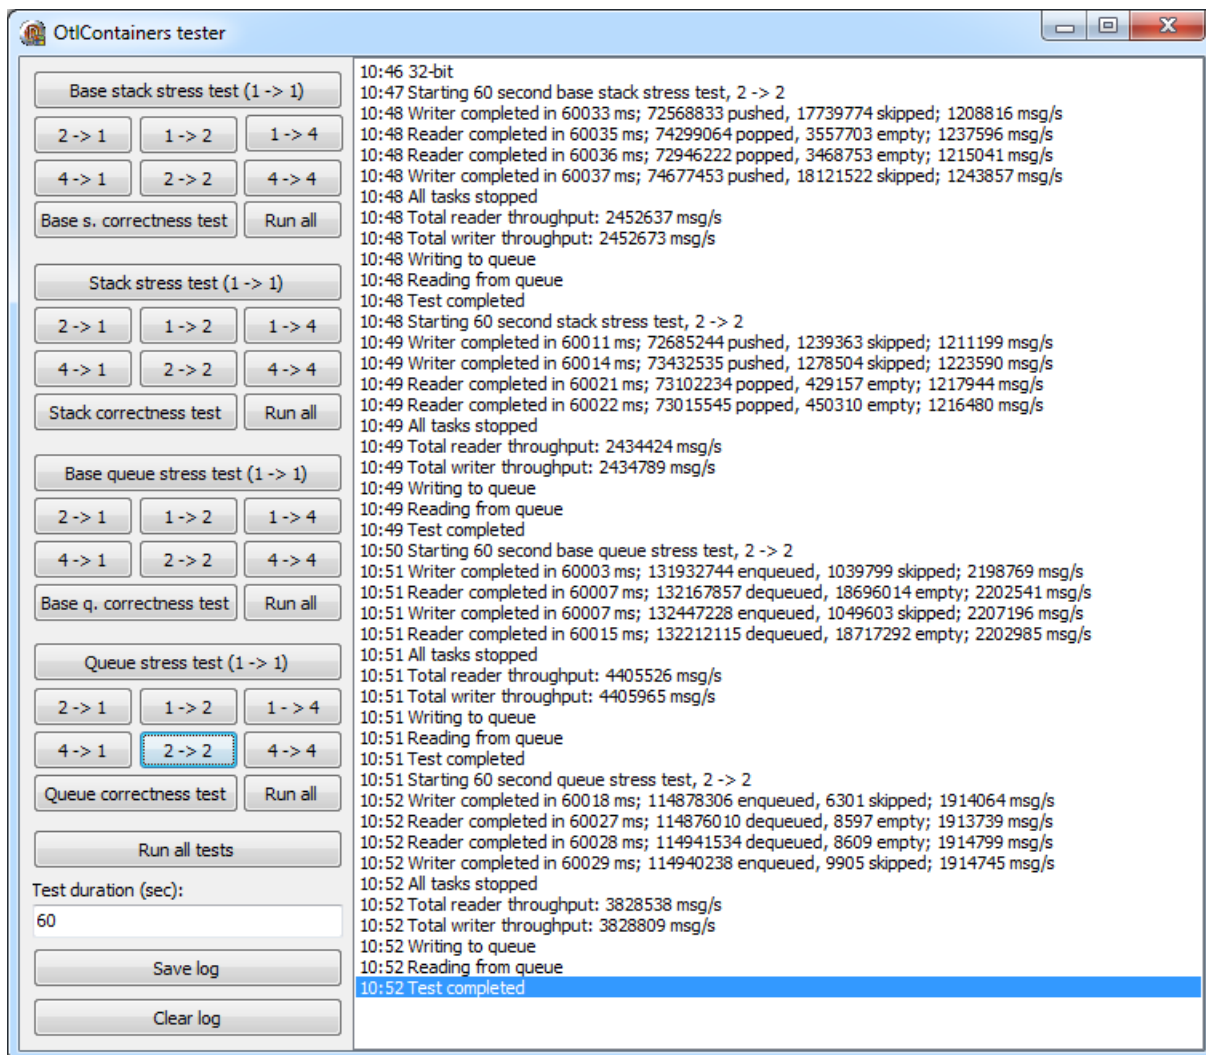 OtlContainers tester
Base stack stress test (1 -> 1)
2 -> 1
1 -> 2
1 -> 4
4 -> 1
2 -> 2
4 -> 4
Base s. correctness test
Run all
Stack stress test (1 -> 1)
2 -> 1
1 -> 2
1 -> 4
4 -> 1
2 -> 2
4 -> 4
Stack correctness test
Run all
Base queue stress test (1 -> 1)
2 -> 1
1 -> 2
1 -> 4
4 -> 1
2 -> 2
4 -> 4
Base q. correctness test
Run all
Queue stress test (1 -> 1)
2 -> 1
1 -> 2
1 - > 4
4 -> 1
2 -> 2
4 -> 4
Queue correctness test
Run all
Run all tests
Test duration (sec):
60
Save log
Clear log
10:46 32-bit
10:47 Starting 60 second base stack stress test, 2 -> 2
10:48 Writer completed in 60033 ms; 72568833 pushed, 17739774 skipped; 1208816 msg/s
10:48 Reader completed in 60035 ms; 74299064 popped, 3557703 empty; 1237596 msg/s
10:48 Reader completed in 60036 ms; 72946222 popped, 3468753 empty; 1215041 msg/s
10:48 Writer completed in 60037 ms; 74677453 pushed, 18121522 skipped; 1243857 msg/s
10:48 All tasks stopped
10:48 Total reader throughput: 2452637 msg/s
10:48 Total writer throughput: 2452673 msg/s
10:48 Writing to queue
10:48 Reading from queue
10:48 Test completed
10:48 Starting 60 second stack stress test, 2 -> 2
10:49 Writer completed in 60011 ms; 72685244 pushed, 1239363 skipped; 1211199 msg/s
10:49 Writer completed in 60014 ms; 73432535 pushed, 1278504 skipped; 1223590 msg/s
10:49 Reader completed in 60021 ms; 73102234 popped, 429157 empty; 1217944 msg/s
10:49 Reader completed in 60022 ms; 73015545 popped, 450310 empty; 1216480 msg/s
10:49 All tasks stopped
10:49 Total reader throughput: 2434424 msg/s
10:49 Total writer throughput: 2434789 msg/s
10:49 Writing to queue
10:49 Reading from queue
10:49 Test completed
10:50 Starting 60 second base queue stress test, 2 -> 2
10:51 Writer completed in 60003 ms; 131932744 enqueued, 1039799 skipped; 2198769 msg/s
10:51 Reader completed in 60007 ms; 132167857 dequeued, 18696014 empty; 2202541 msg/s
10:51 Writer completed in 60007 ms; 132447228 enqueued, 1049603 skipped; 2207196 msg/s
10:51 Reader completed in 60015 ms; 132212115 dequeued, 18717292 empty; 2202985 msg/s
10:51 All tasks stopped
10:51 Total reader throughput: 4405526 msg/s
10:51 Total writer throughput: 4405965 msg/s
10:51 Writing to queue
10:51 Reading from queue
10:51 Test completed
10:51 Starting 60 second queue stress test, 2 -> 2
10:52 Writer completed in 60018 ms; 114878306 enqueued, 6301 skipped; 1914064 msg/s
10:52 Reader completed in 60027 ms; 114876010 dequeued, 8597 empty; 1913739 msg/s
10:52 Reader completed in 60028 ms; 114941534 dequeued, 8609 empty; 1914799 msg/s
10:52 Writer completed in 60029 ms; 114940238 enqueued, 9905 skipped; 1914745 msg/s
10:52 All tasks stopped
10:52 Total reader throughput: 3828538 msg/s
10:52 Total writer throughput: 3828809 msg/s
10:52 Writing to queue
10:52 Reading from queue
10:52 Test completed